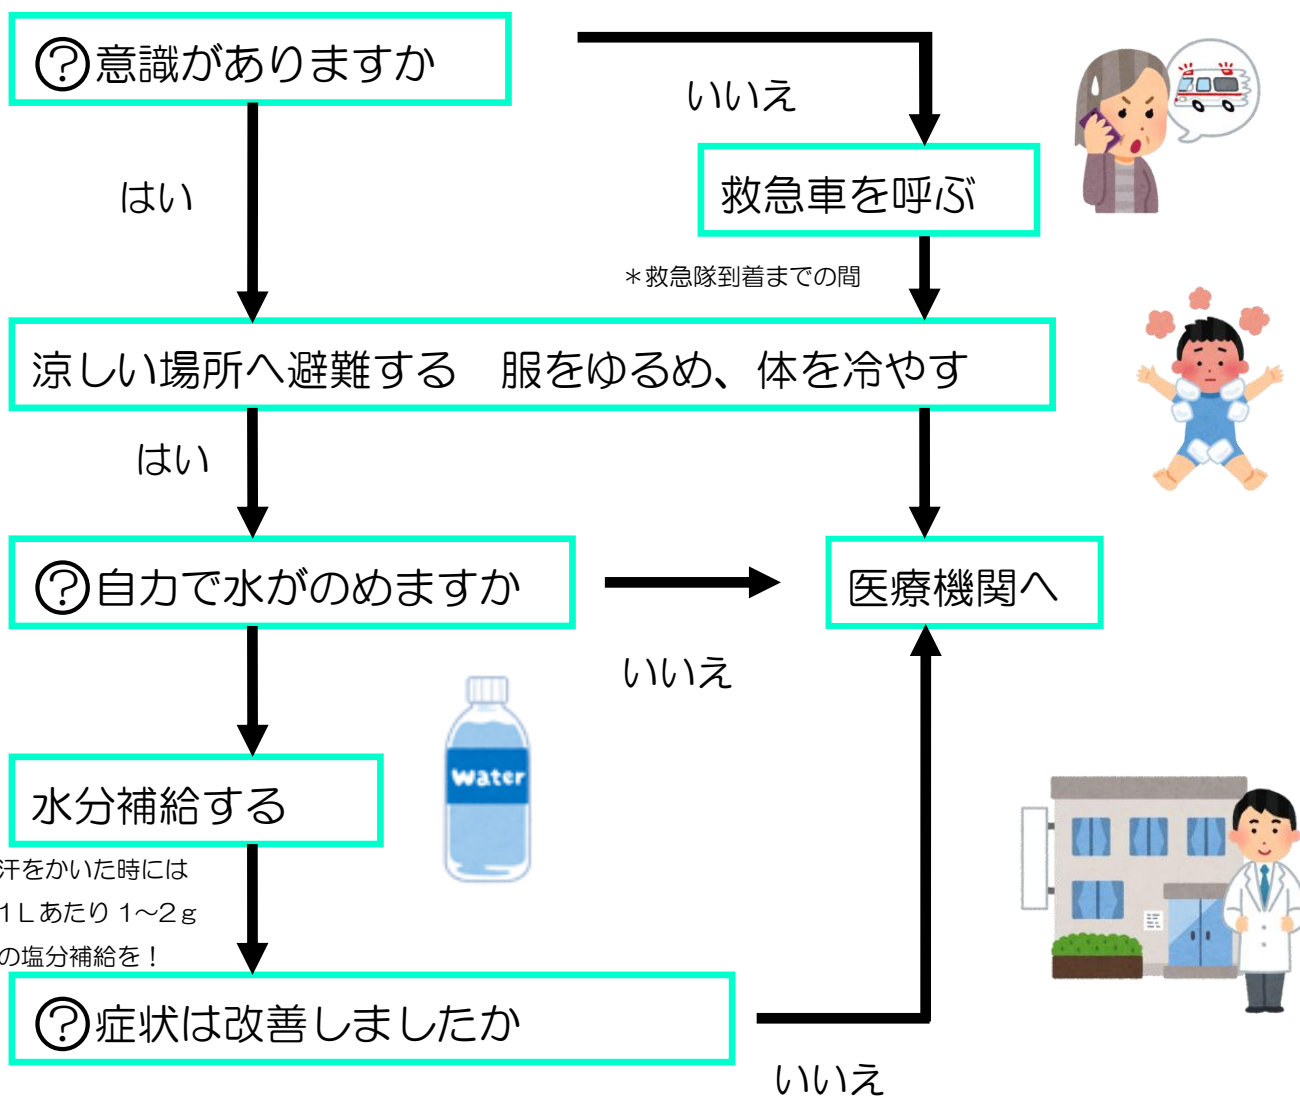 ?意識がありますか
いいえ
はい
救急車を呼ぶ
＊救急隊到着までの間
涼しい場所へ避難する　服をゆるめ、体を冷やす
はい
?自力で水がのめますか
医療機関へ
いいえ
Water
水分補給する
汗をかいた時には
1Lあたり 1～2ｇ
の塩分補給を！
?症状は改善しましたか
いいえ